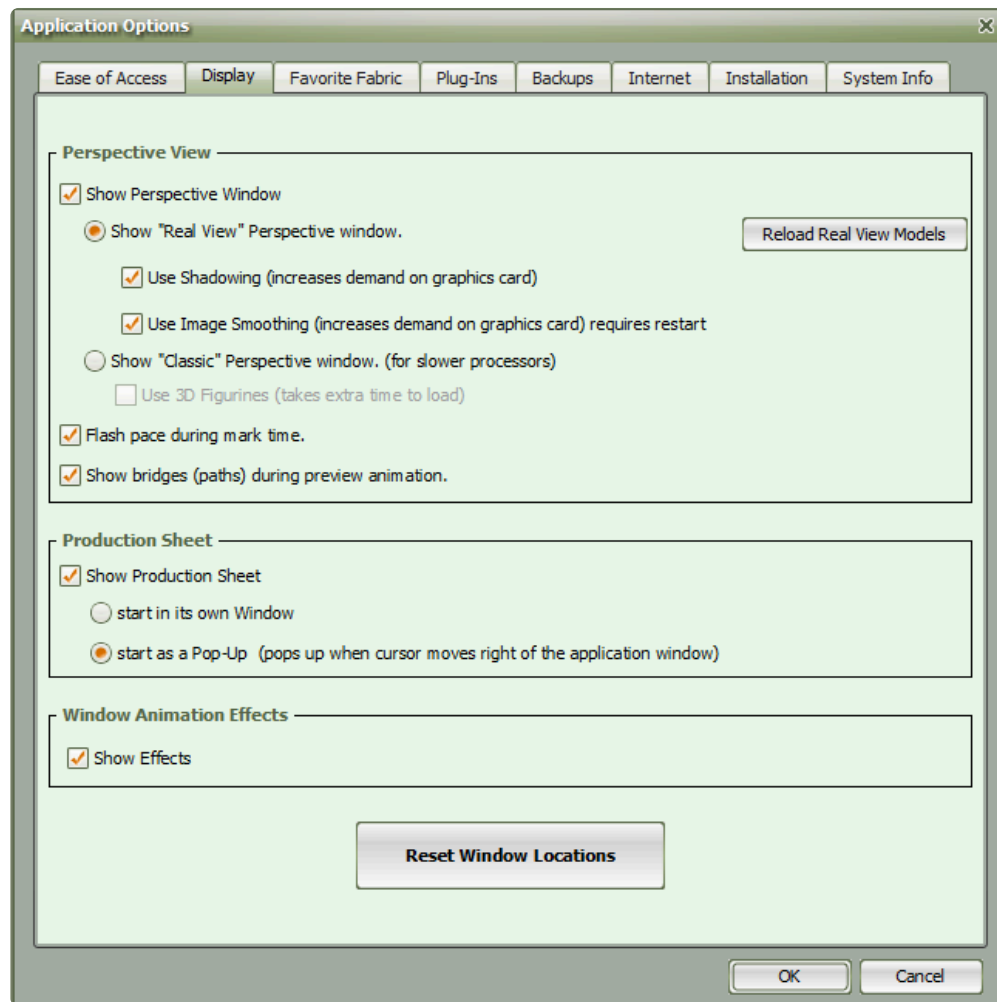 Application Options
Ease of Access Display Favorite Fabric Plug-Ins Backups Internet Installation System Info
Perspective View
Show Perspective Window
Show "Real View" Perspective window. Reload Real View Models
Use Shadowing (increases demand on graphics card)
Use Image Smoothing (increases demand on graphics card) requires restart
Show "Classic" Perspective window. (for slower processors)
Use 3D Figurines (takes extra time to load)
Flash pace during mark time.
Show bridges (paths) during preview animation.
Production Sheet
Show Production Sheet
start in its own Window
start as a Pop-Up (pops up when cursor moves right of the application window)
Window Animation Effects
Show Effects
Reset Window Locations
OK Cancel